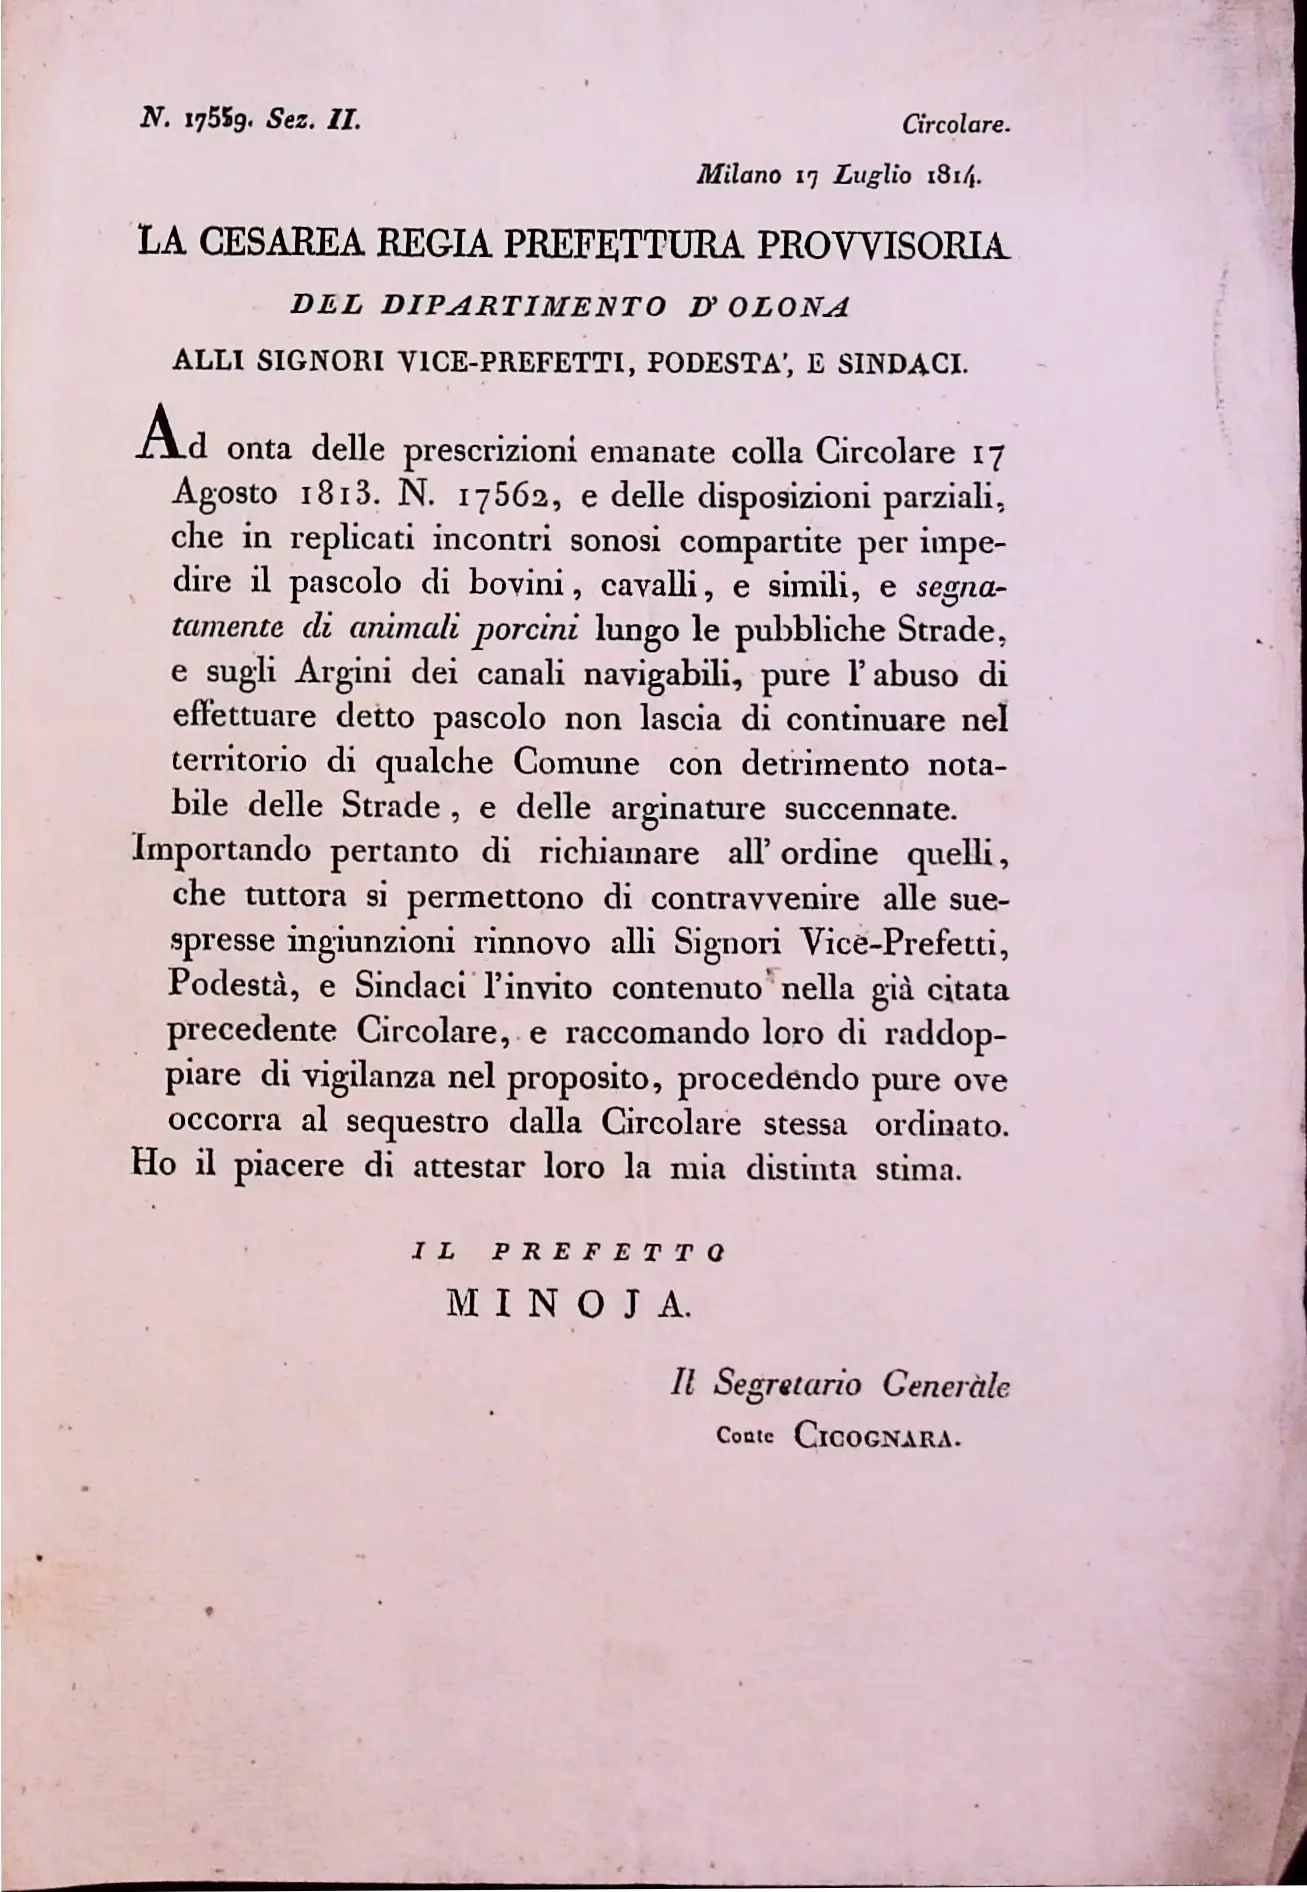 N. 17559. Sez. II.
Circolare.
Milano 17 Luglio 1814.
LA CESAREA REGIA PREFETTURA PROVVISORIA
DEL DIPARTIMENTO D' OLONA
ALLI SIGNORI VICE-PREFETTI, PODESTA', E SINDACI.
Ad onta delle prescrizioni emanate colla Circolare 17
Agosto 1813. N. 17562, e delle disposizioni parziali,
che in replicati incontri sonosi compartite per impe-
dire il pascolo di bovini, cavalli, e simili, e segna-
tamente di animali porcini lungo le pubbliche Strade,
e sugli Argini dei canali navigabili, pure l' abuso di
effettuare detto pascolo non lascia di continuare nel
territorio di qualche Comune con detrimento nota-
bile delle Strade, e delle arginature succennate.
Importando pertanto di richiamare all' ordine quelli,
che tuttora si permettono di contravvenire alle sue-
spresse ingiunzioni rinnovo alli Signori Vice-Prefetti,
Podestà, e Sindaci l'invito contenuto nella già citata
precedente Circolare, e raccomando loro di raddop-
piare di vigilanza nel proposito, procedendo pure ove
occorra al sequestro dalla Circolare stessa ordinato.
Ho il piacere di attestar loro la mia distinta stima.
IL PREFETTO
MINOJA.
Il Segretario Generale
Conte CICOGNARA.